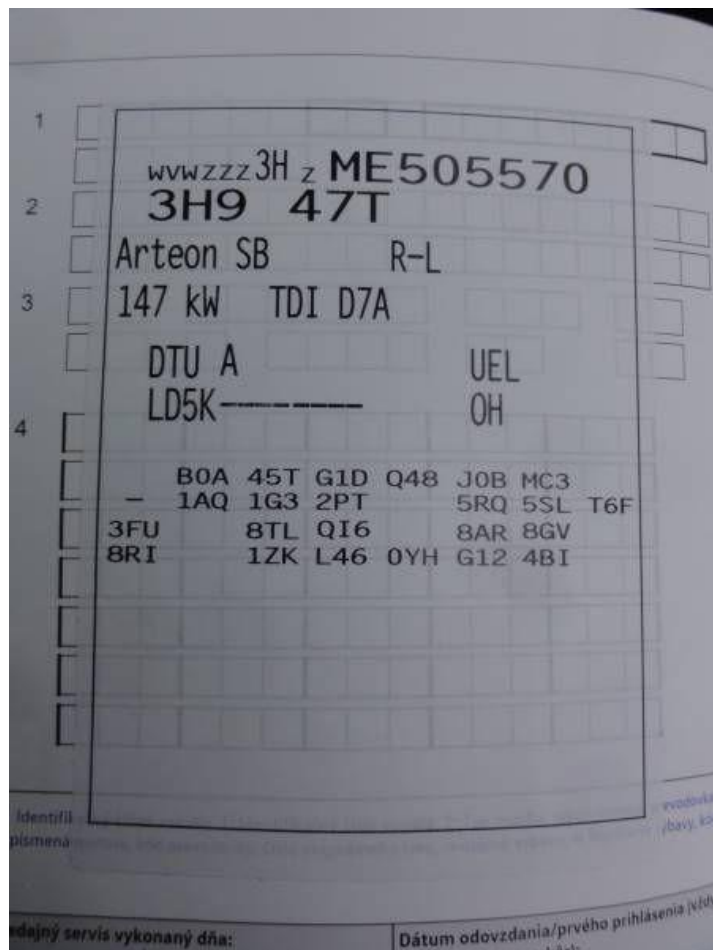 1
wvwzzz3H z ME505570
2
3H9 47T
Arteon SB R-L
3
147 kW TDI D7A
DTU A UEL
LD5K--------- OH
4
B0A 45T G1D Q48 J0B MC3
– 1AQ 1G3 2PT 5RQ 5SL T6F
3FU 8TL QI6 8AR 8GV
8RI 1ZK L46 0YH G12 4BI
písmená
vykonaný dňa:
servis
Dátum odovzdania/prvého prihlásenia